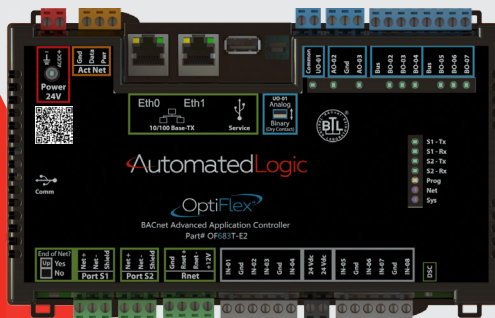 Power
24V
AC
DC+
Gnd
Data
Pwr
Act Net
Eth0 Eth1
10/100 Base-TX
Service
UO-01
Analog
Binary
(Dry Contact)
Common
UO-01
AO-02
Gnd
AO-03
Bus
BO-02
BO-03
BO-04
Bus
BO-05
BO-06
BO-07
BTL
S1 - Tx
S1 - Rx
S2 - Tx
S2 - Rx
Prog
Net
Sys
Comm
AutomatedLogic
OptiFlex
BACnet Advanced Application Controller
Part# OF683T-E2
End of Net?
Up Yes
No
Net +
Net -
Shield
Port S1
Net +
Net -
Shield
Port S2
Gnd
Rnet +
Rnet -
+12V
Rnet
IN-01
Gnd
IN-02
IN-03
Gnd
IN-04
24 Vdc
24 Vdc
IN-05
Gnd
IN-06
IN-07
Gnd
IN-08
DSC